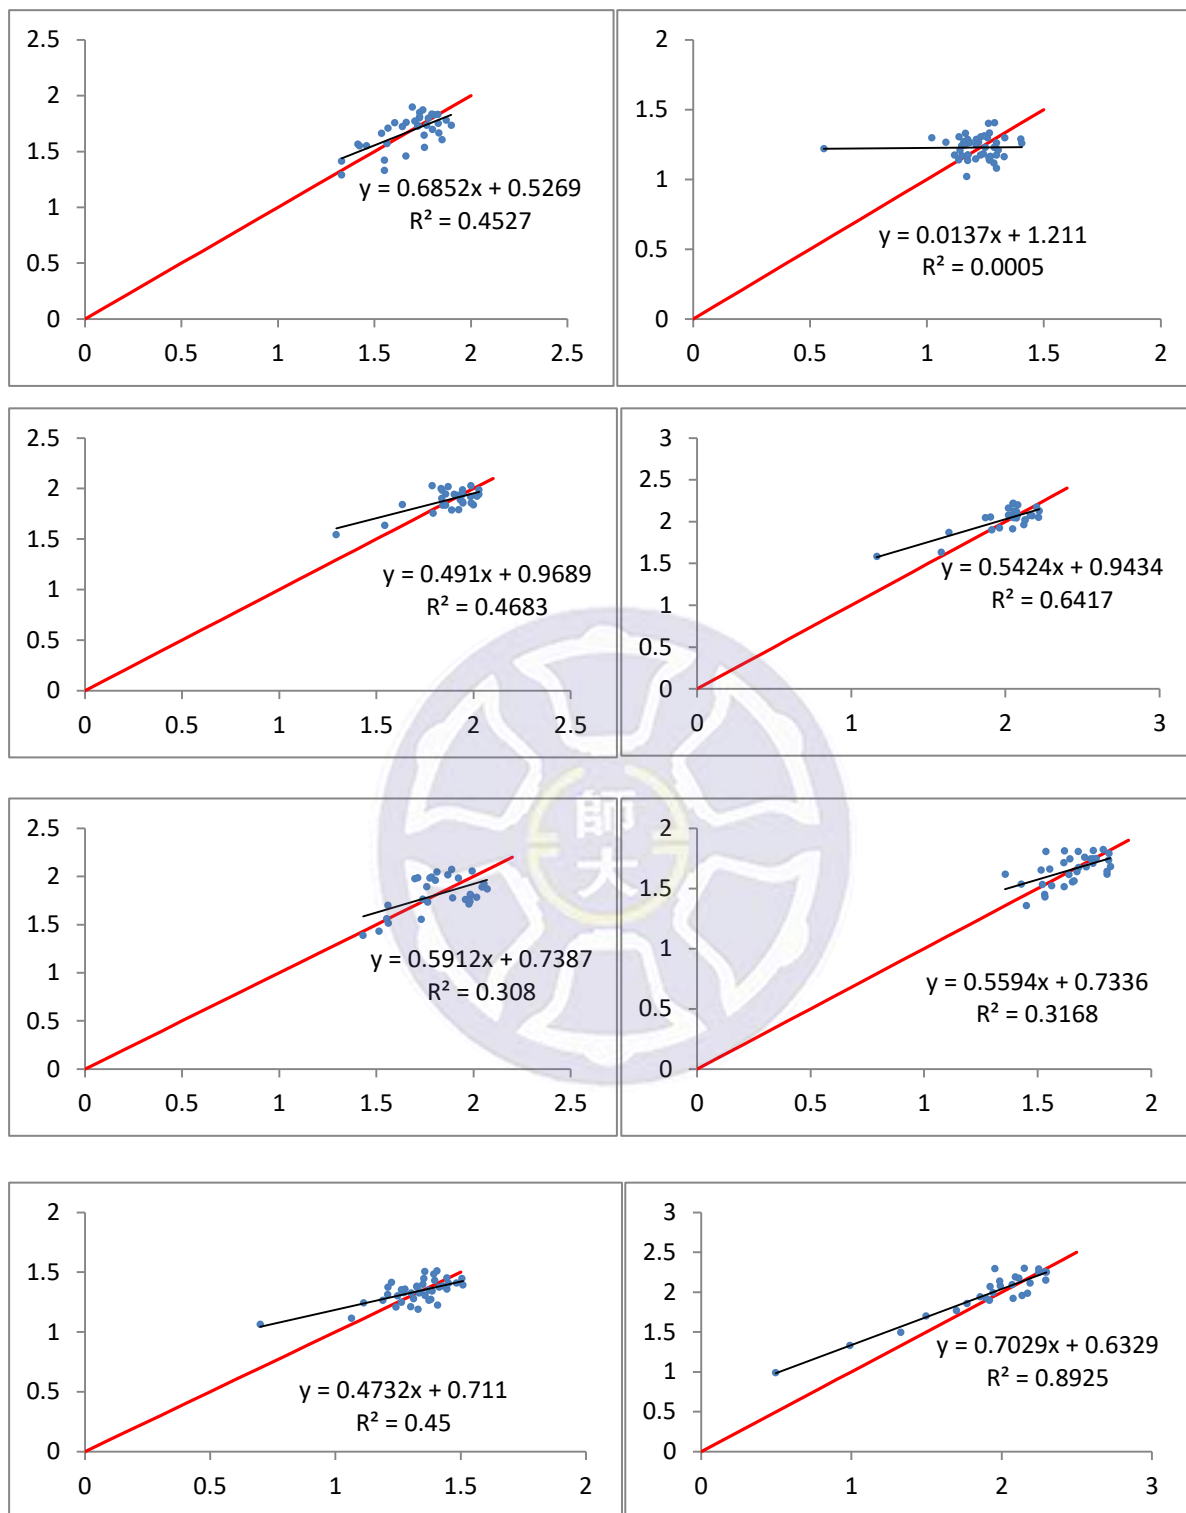 2.5
2
1.5
1
0.5
0
0 0.5 1 1.5 2 2.5
y = 0.6852x + 0.5269
R² = 0.4527
2
1.5
1
0.5
0
0 0.5 1 1.5 2
y = 0.0137x + 1.211
R² = 0.0005
2.5
2
1.5
1
0.5
0
0 0.5 1 1.5 2 2.5
y = 0.491x + 0.9689
R² = 0.4683
3
2.5
2
1.5
1
0.5
0
0 1 2 3
y = 0.5424x + 0.9434
R² = 0.6417
師
大
2.5
2
1.5
1
0.5
0
0 0.5 1 1.5 2 2.5
y = 0.5912x + 0.7387
R² = 0.308
2
1.5
1
0.5
0
0 0.5 1 1.5 2
y = 0.5594x + 0.7336
R² = 0.3168
2
1.5
1
0.5
0
0 0.5 1 1.5 2
y = 0.4732x + 0.711
R² = 0.45
3
2.5
2
1.5
1
0.5
0
0 1 2 3
y = 0.7029x + 0.6329
R² = 0.8925